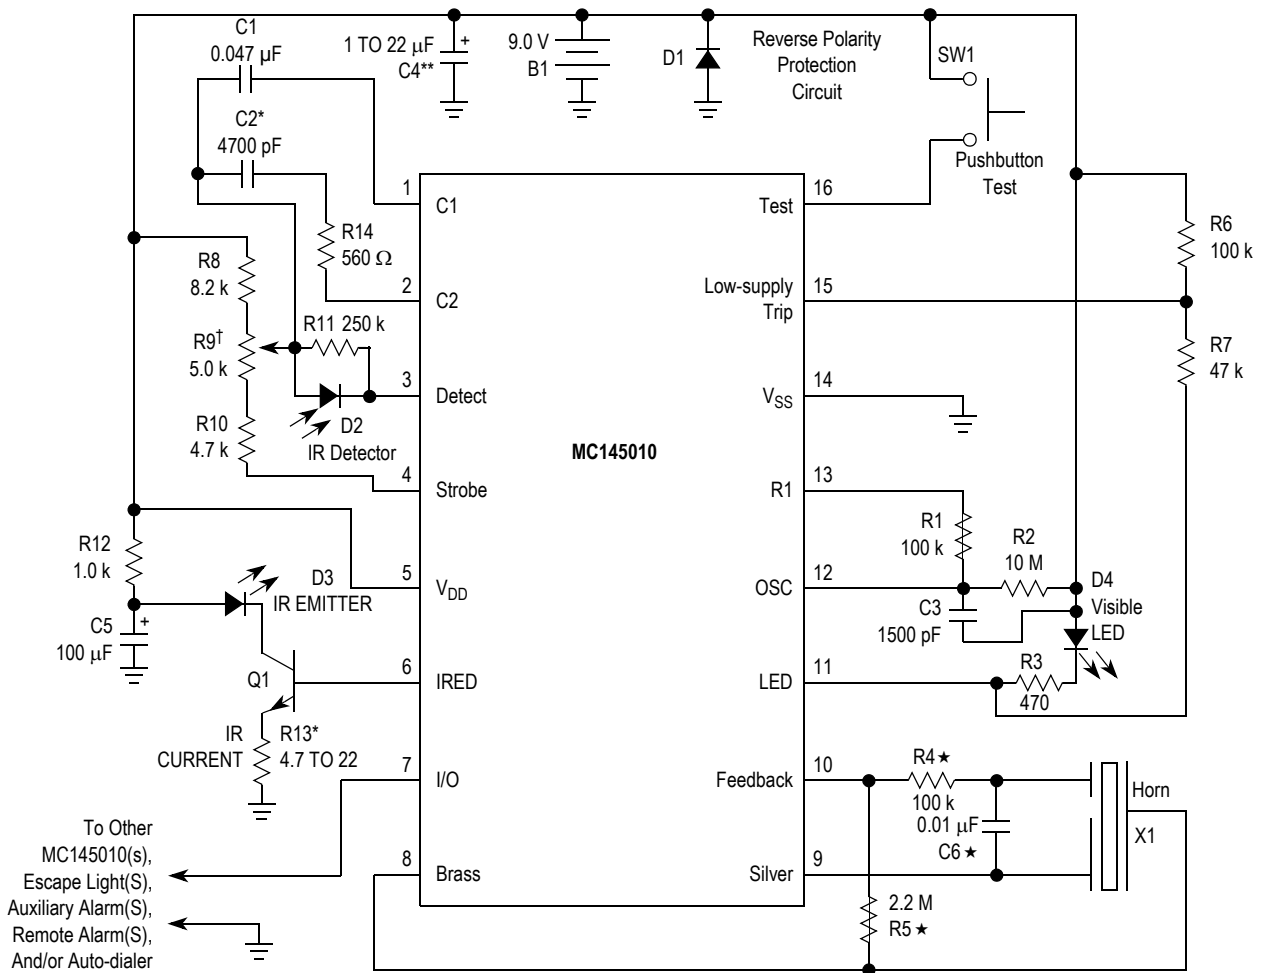 C1
0.047 µF
1 TO 22 µF
+
C4**
9.0 V
B1
D1
Reverse Polarity
Protection
Circuit
SW1
Pushbutton
Test
C2*
4700 pF
1
C1
16
Test
R14
560 Ω
R6
100 k
R8
8.2 k
2
C2
Low-supply
Trip
15
R11 250 k
R9†
5.0 k
R7
47 k
3
Detect
14
VSS
D2
IR Detector
R10
4.7 k
MC145010
4
Strobe
13
R1
R1
100 k
R2
10 M
R12
1.0 k
D3
IR EMITTER
5
VDD
12
OSC
D4
Visible
LED
C3
1500 pF
+
C5
100 µF
Q1
6
IRED
11
LED
R3
470
IR
CURRENT
R13*
4.7 TO 22
7
I/O
10
Feedback
R4★
100 k
0.01 µF
C6★
Horn
X1
To Other
MC145010(s),
Escape Light(S),
Auxiliary Alarm(S),
Remote Alarm(S),
And/or Auto-dialer
8
Brass
9
Silver
2.2 M
R5★